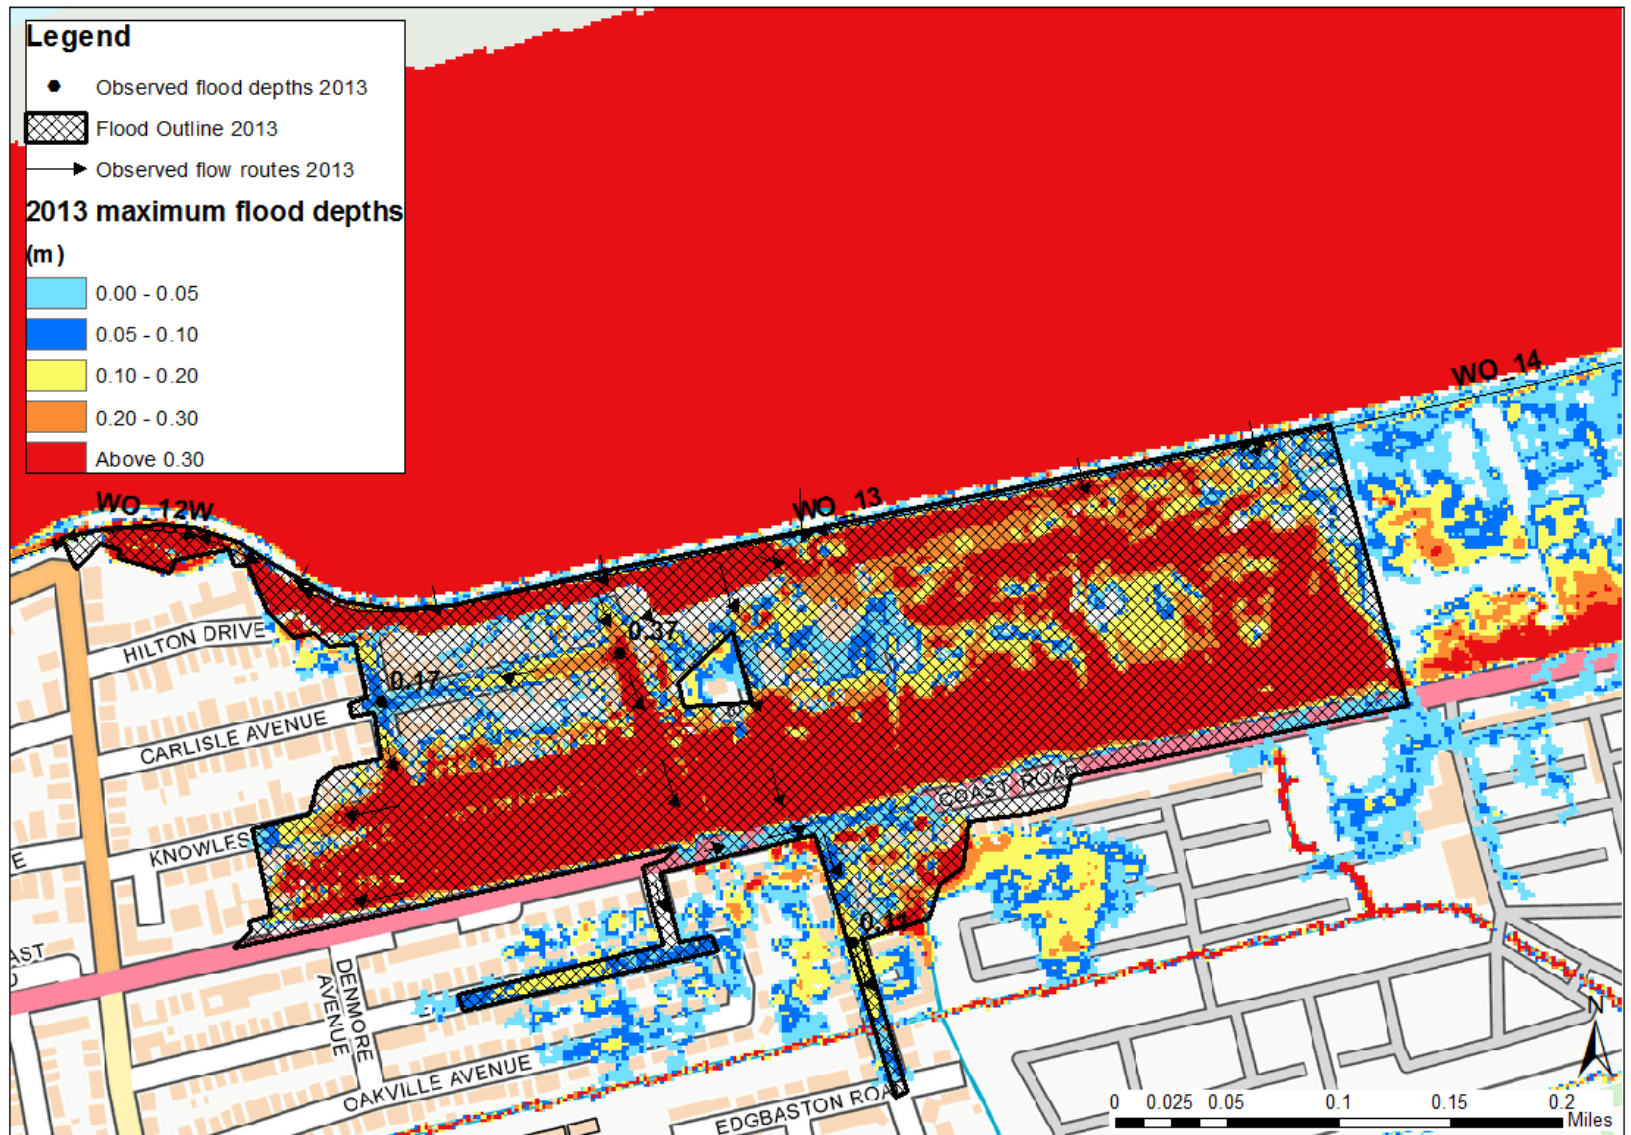 Legend
Observed flood depths 2013
Flood Outline 2013
Observed flow routes 2013
2013 maximum flood depths
(m)
0.00 - 0.05
0.05 - 0.10
0.10 - 0.20
0.20 - 0.30
Above 0.30
WO_14
WO_12W
WO_13
HILTON DRIVE
0.37
0.17
CARLISLE AVENUE
COAST ROAD
KNOWLES
E
0.11
AST
DENMORE
AVENUE
OAKVILLE AVENUE
EDGBASTON ROA
N
0 0.025 0.05 0.1 0.15 0.2
Miles